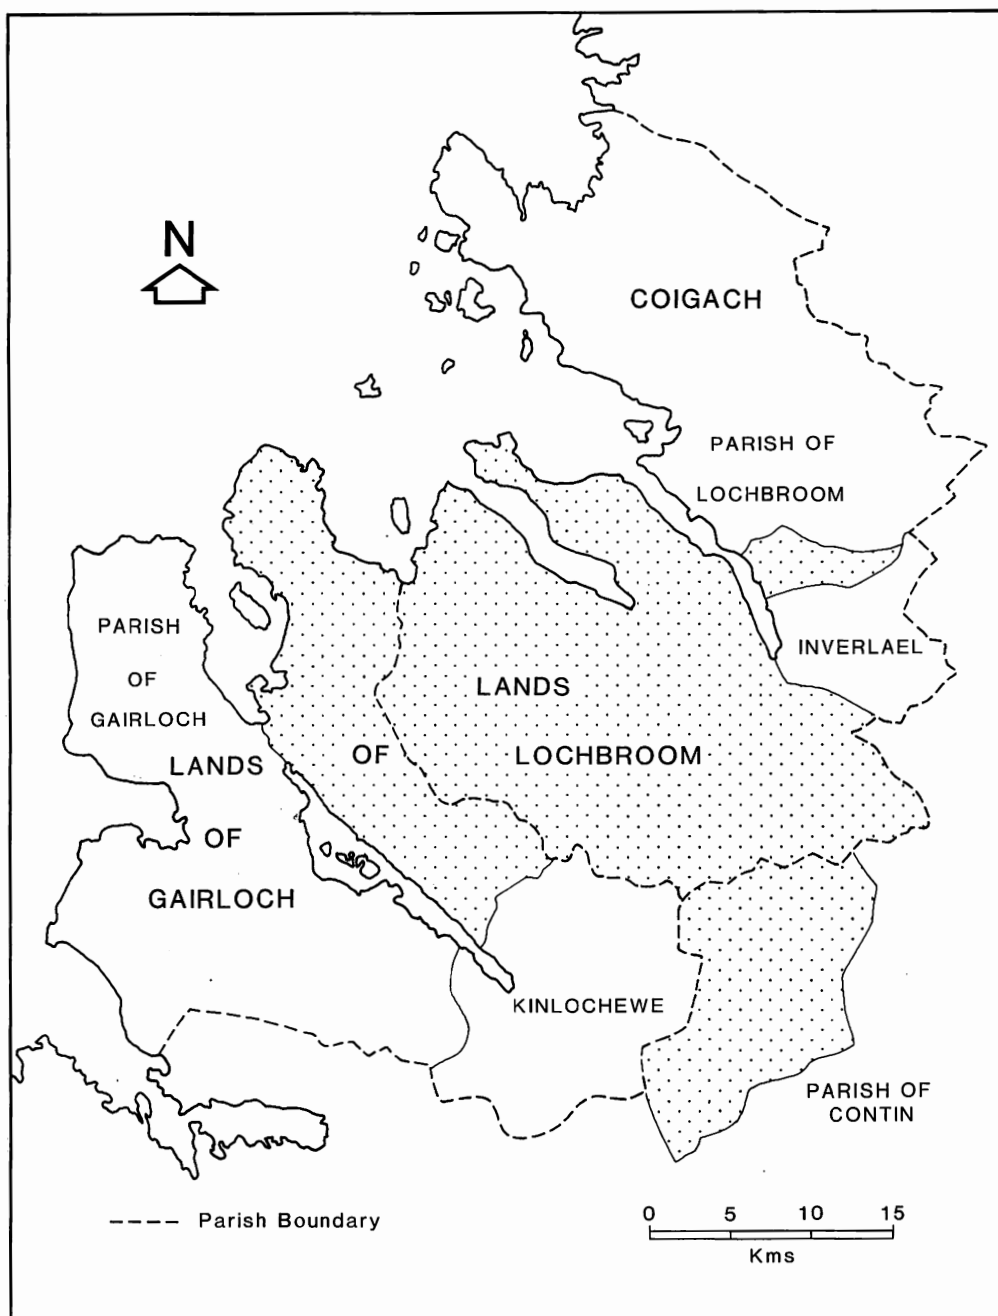 N
COIGACH
PARISH OF
LOCHBROOM
PARISH
OF
GAIRLOCH
INVERLAEL
LANDS
OF
LOCHBROOM
LANDS
OF
GAIRLOCH
KINLOCHEWE
PARISH OF
CONTIN
Parish Boundary
0 5 10 15
Kms